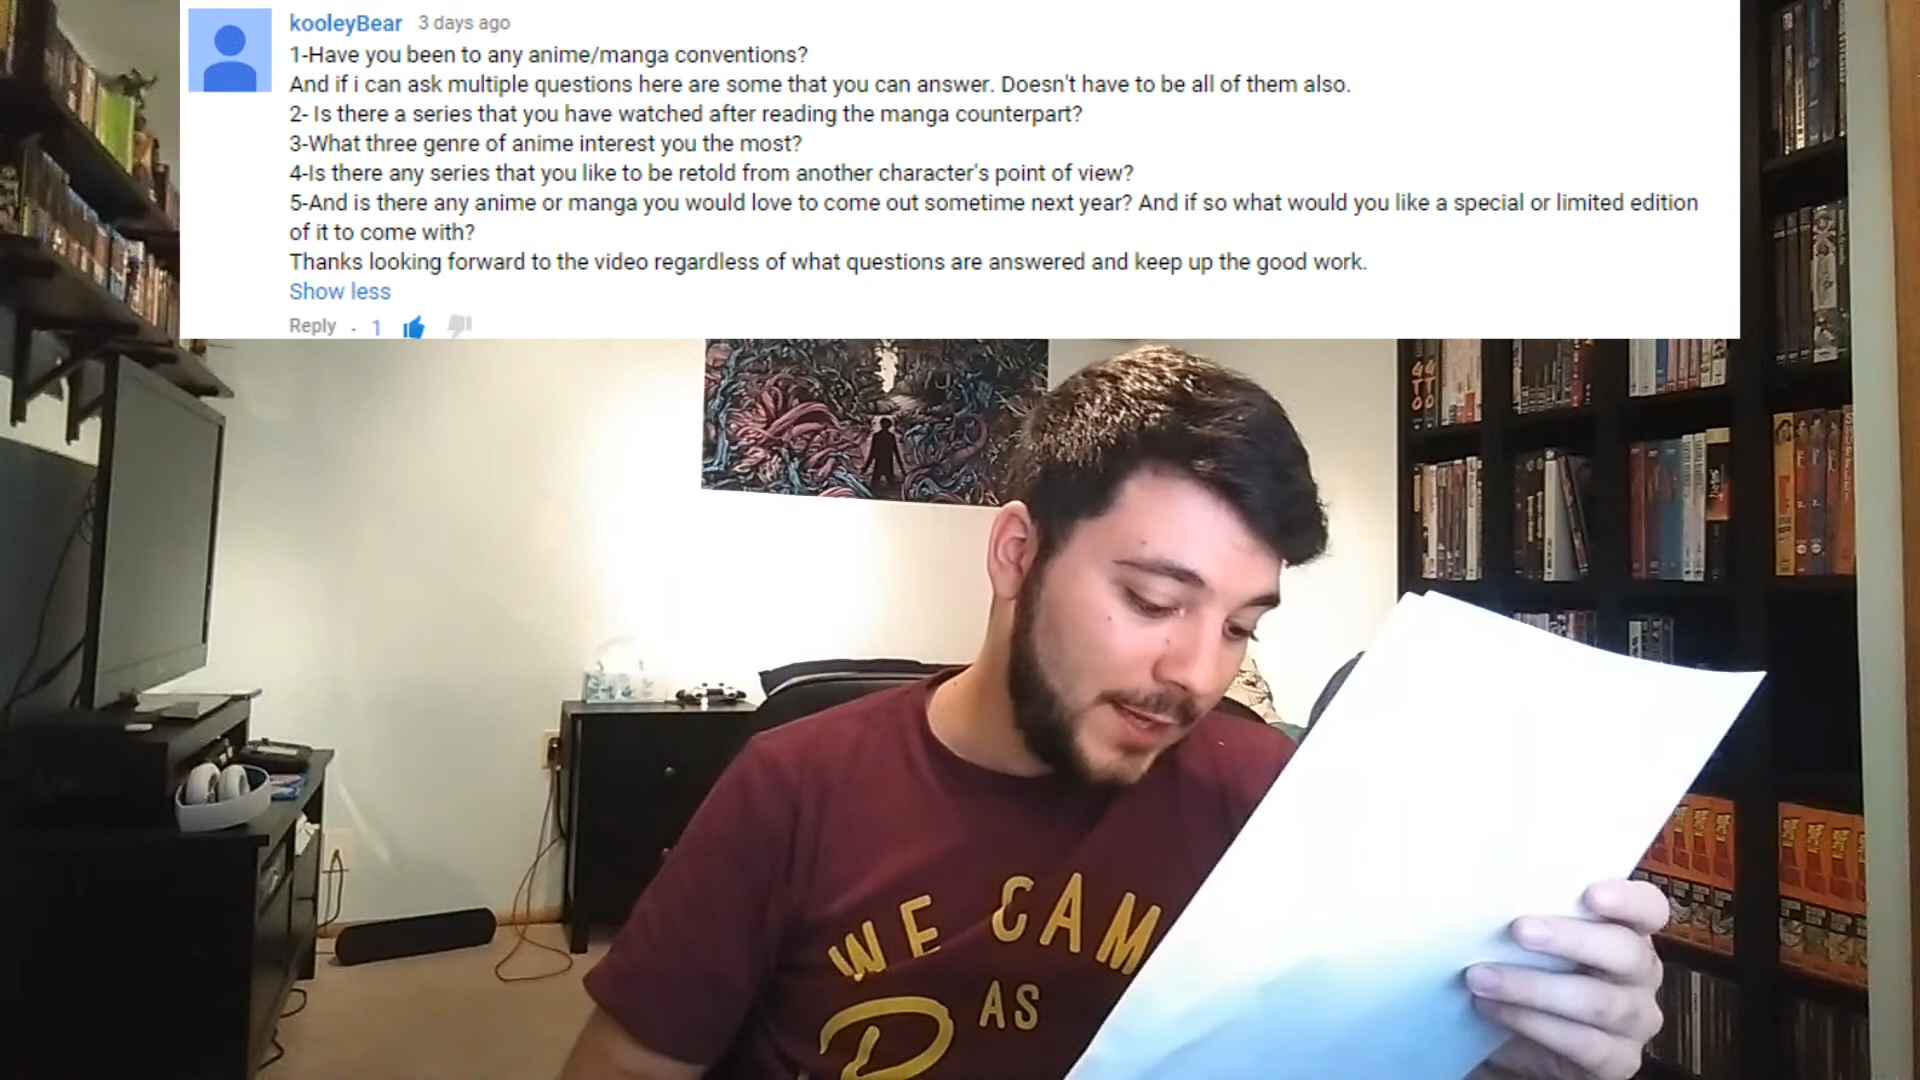 kooleyBear 3 days ago
1-Have you been to any anime/manga conventions?
And if i can ask multiple questions here are some that you can answer. Doesn't have to be all of them also.
2- Is there a series that you have watched after reading the manga counterpart?
3-What three genre of anime interest you the most?
4-Is there any series that you like to be retold from another character's point of view?
5-And is there any anime or manga you would love to come out sometime next year? And if so what would you like a special or limited edition
of it to come with?
Thanks looking forward to the video regardless of what questions are answered and keep up the good work.
Show less
Reply . 1
GTO
WE CAM
AS